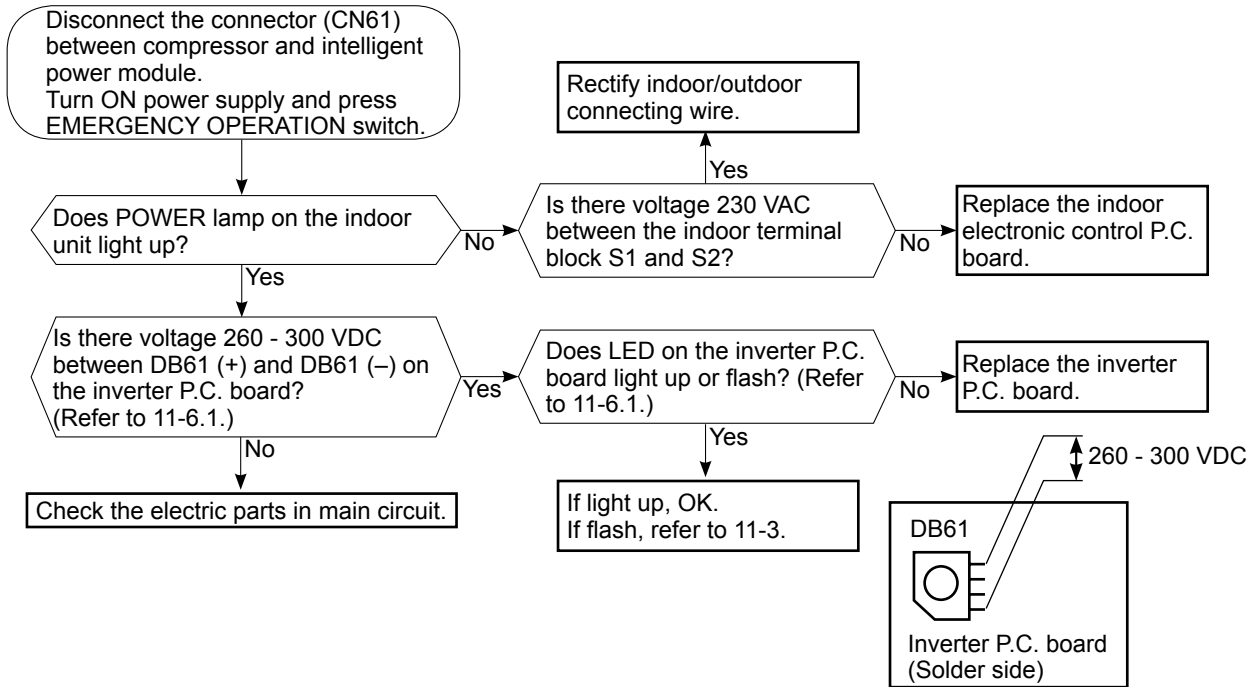 Disconnect the connector (CN61)
between compressor and intelligent
power module.
Turn ON power supply and press
EMERGENCY OPERATION switch.
Rectify indoor/outdoor
connecting wire.
Yes
Does POWER lamp on the indoor
unit light up?
No
Is there voltage 230 VAC
between the indoor terminal
block S1 and S2?
No
Replace the indoor
electronic control P.C.
board.
Yes
Is there voltage 260 - 300 VDC
between DB61 (+) and DB61 (–) on
the inverter P.C. board?
(Refer to 11-6.1.)
Yes
Does LED on the inverter P.C.
board light up or flash? (Refer
to 11-6.1.)
No
Replace the inverter
P.C. board.
No
Check the electric parts in main circuit.
Yes
If light up, OK.
If flash, refer to 11-3.
260 - 300 VDC
DB61
Inverter P.C. board
(Solder side)